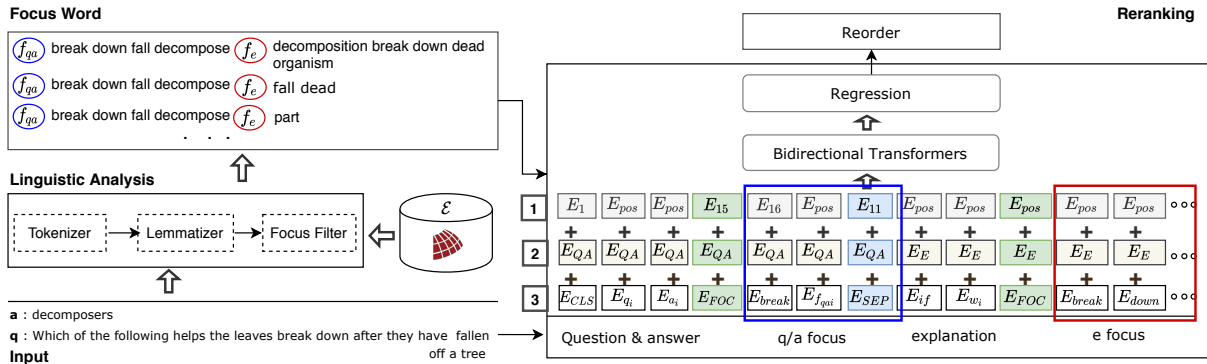 Focus Word
f_qa break down fall decompose f_e decomposition break down dead organism
f_qa break down fall decompose f_e fall dead
f_qa break down fall decompose f_e part
. . .
Linguistic Analysis
Tokenizer Lemmatizer Focus Filter
ℰ
a : decomposers
q : Which of the following helps the leaves break down after they have fallen
off a tree
Input
Reranking
Reorder
Regression
Bidirectional Transformers
1 E_1 E_pos E_pos E_15 E_16 E_pos E_11 E_pos E_pos E_pos E_pos E_pos ooo
+ + + + + + + + + + + +
2 E_QA E_QA E_QA E_QA E_QA E_QA E_QA E_E E_E E_E E_E E_E ooo
+ + + + + + + + + + + +
3 E_CLS E_q_i E_a_i E_FOC E_break E_f_qai E_SEP E_if E_w_i E_FOC E_break E_down ooo
Question & answer q/a focus explanation e focus